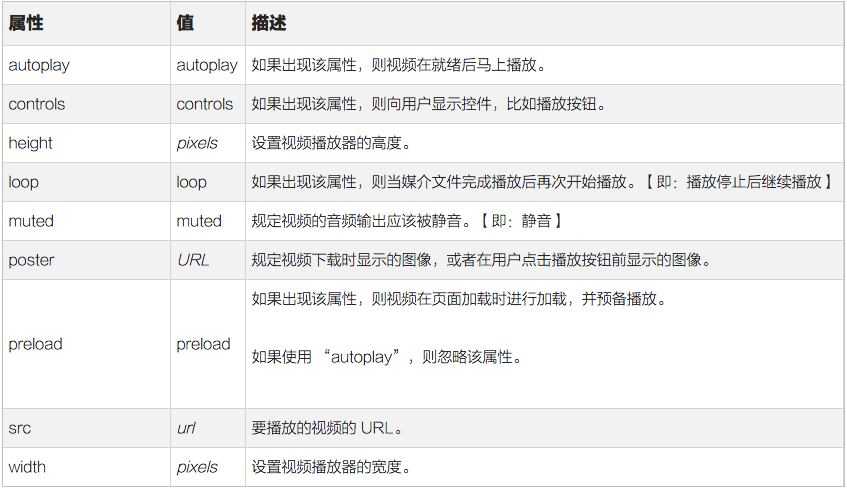 属性 值 描述
autoplay autoplay 如果出现该属性，则视频在就绪后马上播放。
controls controls 如果出现该属性，则向用户显示控件，比如播放按钮。
height pixels 设置视频播放器的高度。
loop loop 如果出现该属性，则当媒介文件完成播放后再次开始播放。【即：播放停止后继续播放】
muted muted 规定视频的音频输出应该被静音。【即：静音】
poster URL 规定视频下载时显示的图像，或者在用户点击播放按钮前显示的图像。
如果出现该属性，则视频在页面加载时进行加载，并预备播放。
preload preload
如果使用 “autoplay”，则忽略该属性。
src url 要播放的视频的 URL。
width pixels 设置视频播放器的宽度。